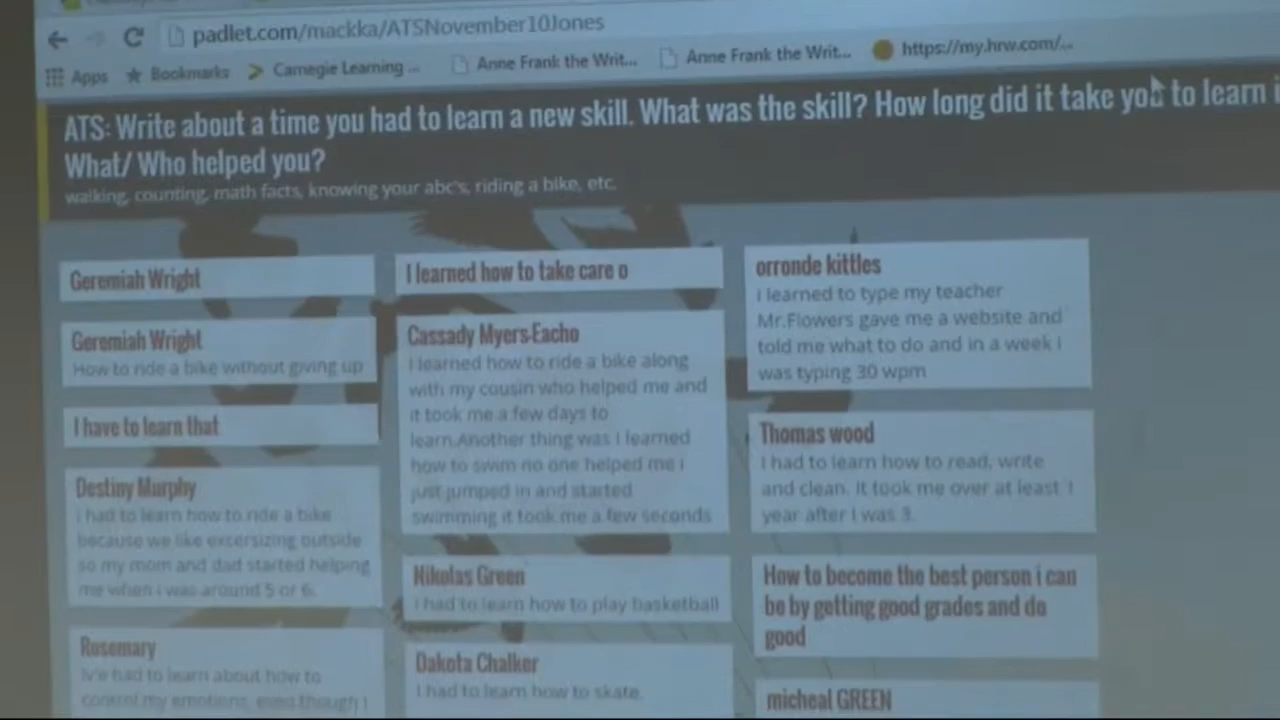 padlet.com/mackka/ATSNovember10Jones
Apps Bookmarks Carnegie Learning ... Anne Frank the Writ... Anne Frank the Writ... https://my.hrw.com/...
ATS: Write about a time you had to learn a new skill. What was the skill? How long did it take you to learn i
What/ Who helped you?
walking, counting, math facts, knowing your abc's, riding a bike, etc.
Geremiah Wright
Geremiah Wright
How to ride a bike without giving up
I have to learn that
Destiny Murphy
i had to learn how to ride a bike
because we like excersizing outside
so my mom and dad started helping
me when i was around 5 or 6.
Rosemary
Iv'e had to learn about how to
control my emotions, even though I
I learned how to take care o
Cassady Myers-Eacho
I learned how to ride a bike along
with my cousin who helped me and
it took me a few days to
learn.Another thing was I learned
how to swim no one helped me i
just jumped in and started
swimming it took me a few seconds
Nikolas Green
I had to learn how to play basketball
Dakota Chalker
I had to learn how to skate.
orronde kittles
i learned to type my teacher
Mr.Flowers gave me a website and
told me what to do and in a week i
was typing 30 wpm
Thomas wood
I had to learn how to read, write
and clean. It took me over at least 1
year after I was 3.
How to become the best person i can
be by getting good grades and do
good
micheal GREEN